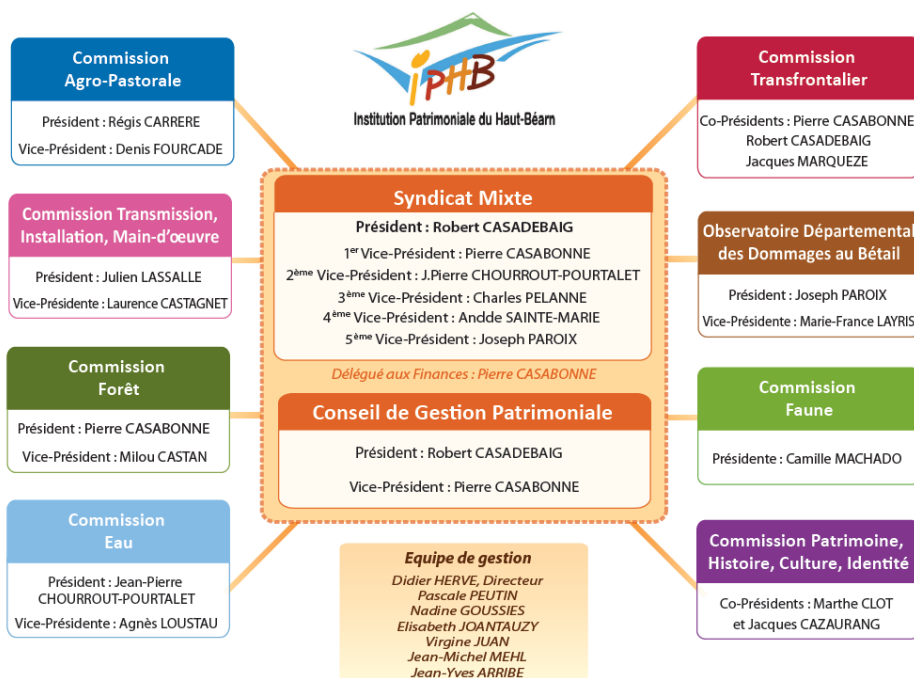 iPHB
Institution Patrimoniale du Haut-Béarn
Commission
Agro-Pastorale
Président : Régis CARRERE
Vice-Président : Denis FOURCADE
Commission Transmission,
Installation, Main-d'œuvre
Président : Julien LASSALLE
Vice-Présidente : Laurence CASTAGNET
Commission
Forêt
Président : Pierre CASABONNE
Vice-Président : Milou CASTAN
Commission
Eau
Président : Jean-Pierre
CHOURROUT-POURTALET
Vice-Présidente : Agnès LOUSTAU
Syndicat Mixte
Président : Robert CASADEBAIG
1er Vice-Président : Pierre CASABONNE
2ème Vice-Président : J.Pierre CHOURROUT-POURTALET
3ème Vice-Président : Charles PELANNE
4ème Vice-Président : Andde SAINTE-MARIE
5ème Vice-Président : Joseph PAROIX
Délégué aux Finances : Pierre CASABONNE
Conseil de Gestion Patrimoniale
Président : Robert CASADEBAIG
Vice-Président : Pierre CASABONNE
Equipe de gestion
Didier HERVE, Directeur
Pascale PEUTIN
Nadine GOUSSIES
Elisabeth JOANTAUZY
Virgine JUAN
Jean-Michel MEHL
Jean-Yves ARRIBE
Commission
Transfrontalier
Co-Présidents : Pierre CASABONNE
Robert CASADEBAIG
Jacques MARQUEZE
Observatoire Départemental
des Dommages au Bétail
Président : Joseph PAROIX
Vice-Présidente : Marie-France LAYRIS
Commission
Faune
Présidente : Camille MACHADO
Commission Patrimoine,
Histoire, Culture, Identité
Co-Présidents : Marthe CLOT
et Jacques CAZAURANG